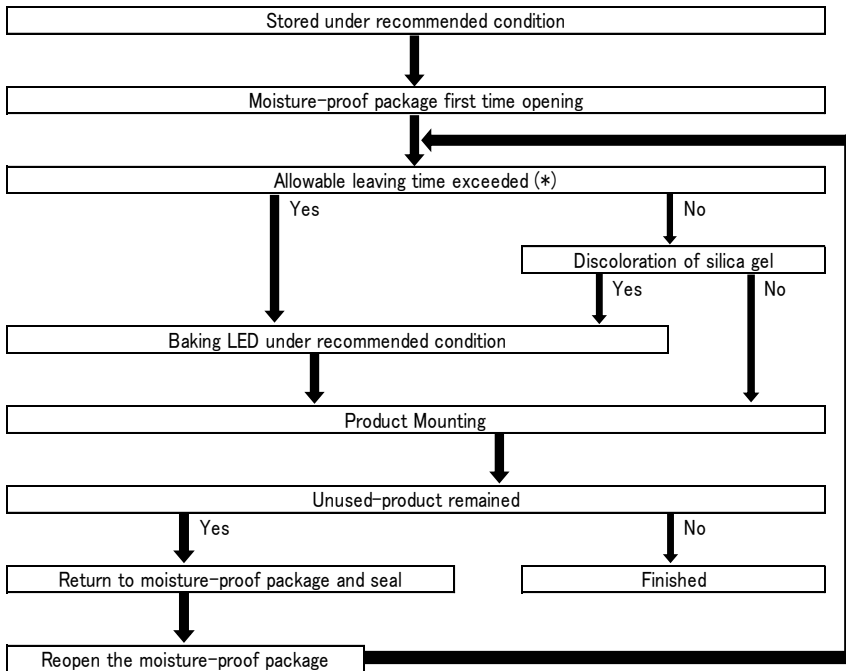 Stored under recommended condition
Moisture-proof package first time opening
Allowable leaving time exceeded (*)
Yes
No
Discoloration of silica gel
Yes
No
Baking LED under recommended condition
Product Mounting
Unused-product remained
Yes
No
Return to moisture-proof package and seal
Finished
Reopen the moisture-proof package